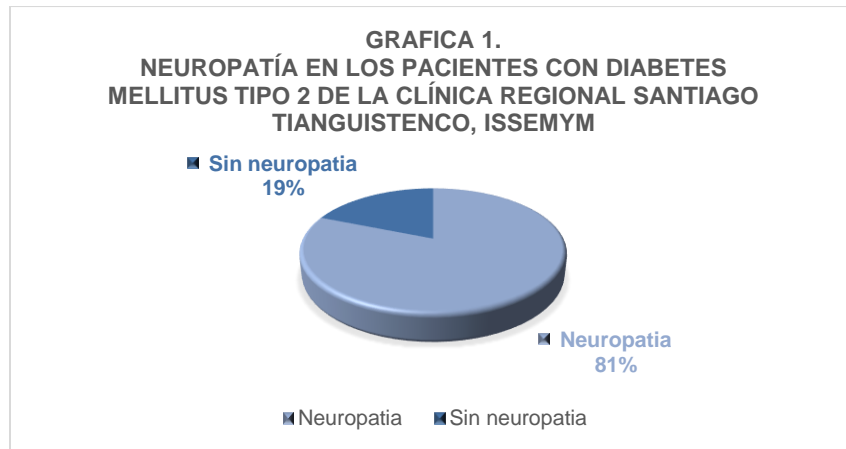 GRAFICA 1.
NEUROPATÍA EN LOS PACIENTES CON DIABETES
MELLITUS TIPO 2 DE LA CLÍNICA REGIONAL SANTIAGO
TIANGUISTENCO, ISSEMYM
Sin neuropatia
19%
Neuropatia
81%
Neuropatia Sin neuropatia